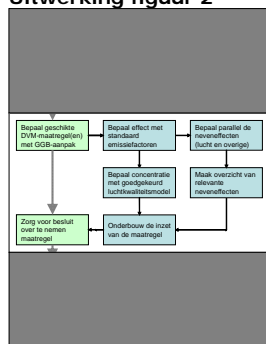 Uitwerking figuur 2
Bepaal geschikte
DVM-maatregel(en)
met GGB-aanpak
Bepaal effect met
standaard
emissiefactoren
Bepaal parallel de
neveneffecten
(lucht en overige)
Bepaal concentratie
met goedgekeurd
luchtkwaliteitsmodel
Maak overzicht van
relevante
neveneffecten
Zorg voor besluit
over te nemen
maatregel
Onderbouw de inzet
van de maatregel